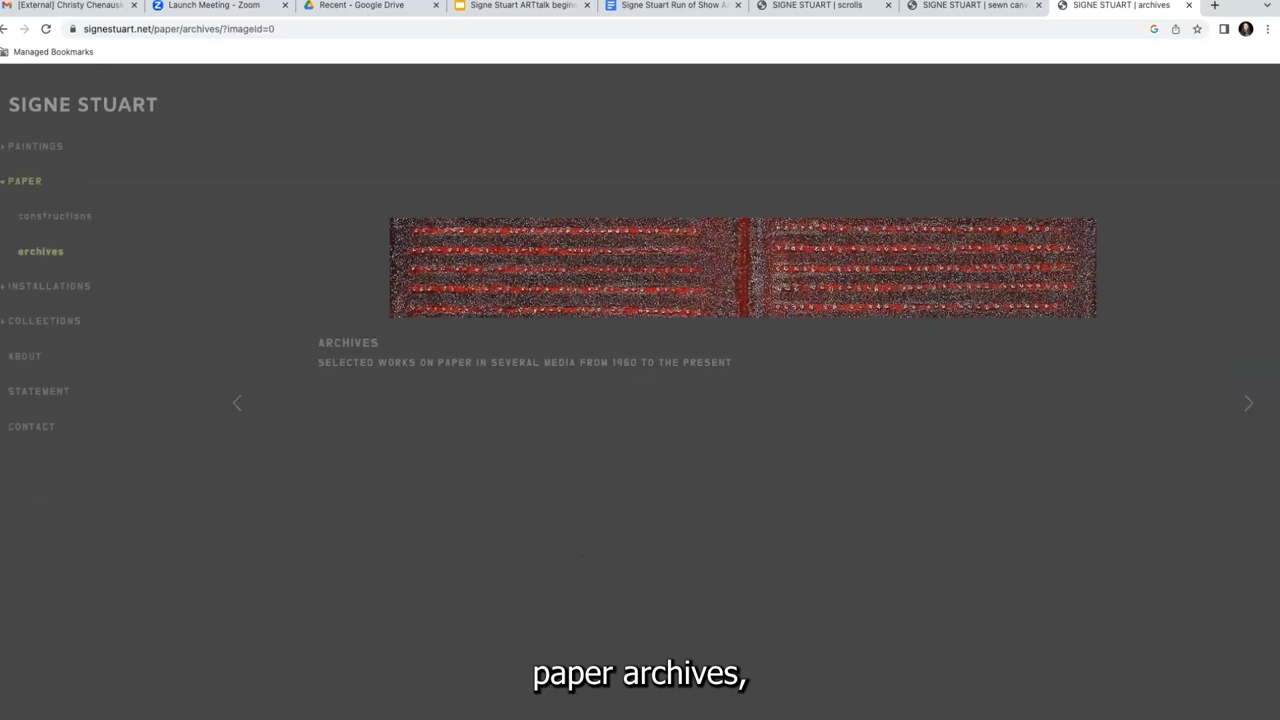 [External] Christy Chenausk
Launch Meeting - Zoom
Recent - Google Drive
Signe Stuart ARTtalk beginn
Signe Stuart Run of Show A
SIGNE STUART | scrolls
SIGNE STUART | sewn canv
SIGNE STUART | archives
signestuart.net/paper/archives/?imageId=0
Managed Bookmarks
SIGNE STUART
PAINTINGS
PAPER
constructions
archives
INSTALLATIONS
COLLECTIONS
ABOUT
STATEMENT
CONTACT
ARCHIVES
SELECTED WORKS ON PAPER IN SEVERAL MEDIA FROM 1960 TO THE PRESENT
paper archives,